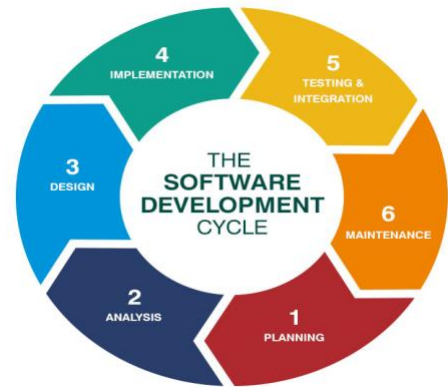 THE
SOFTWARE
DEVELOPMENT
CYCLE
1
PLANNING
2
ANALYSIS
3
DESIGN
4
IMPLEMENTATION
5
TESTING &
INTEGRATION
6
MAINTENANCE